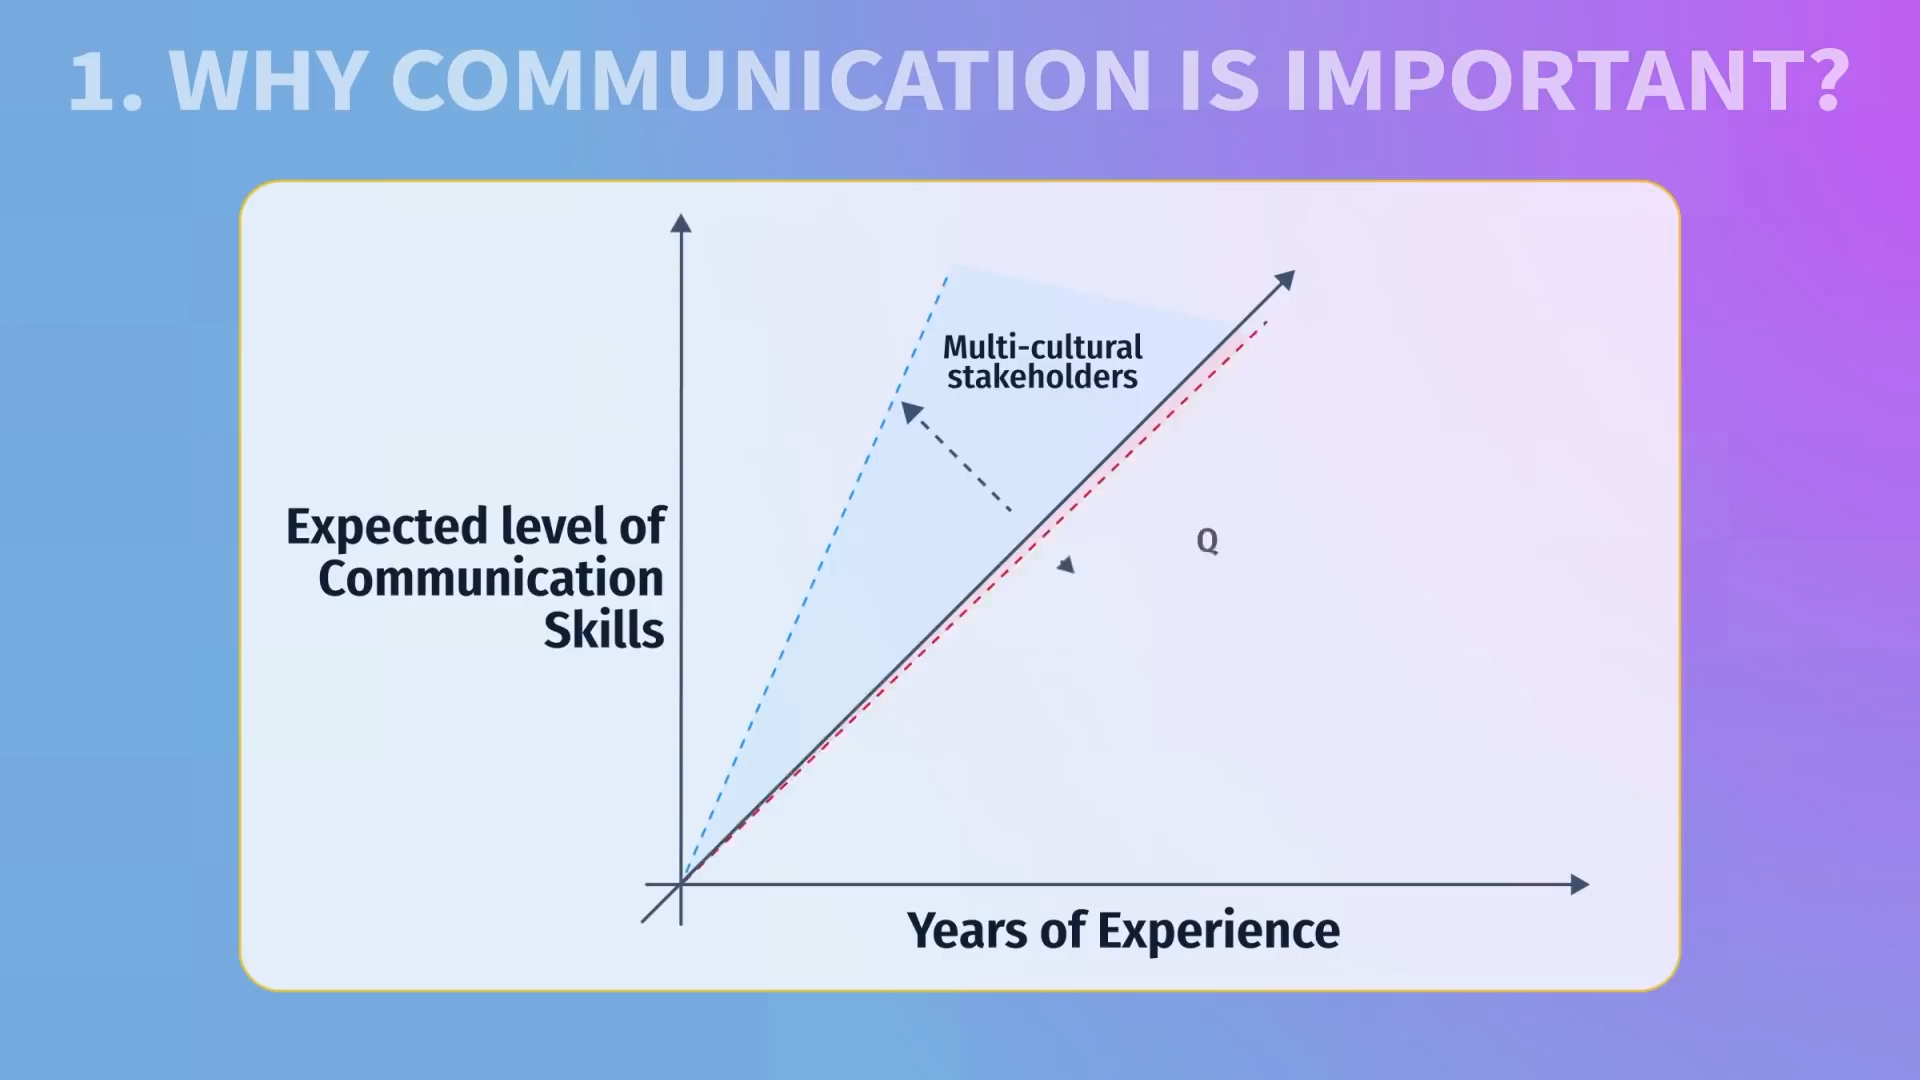 1. WHY COMMUNICATION IS IMPORTANT?
Multi-cultural
stakeholders
Expected level of
Communication
Skills
Q
Years of Experience